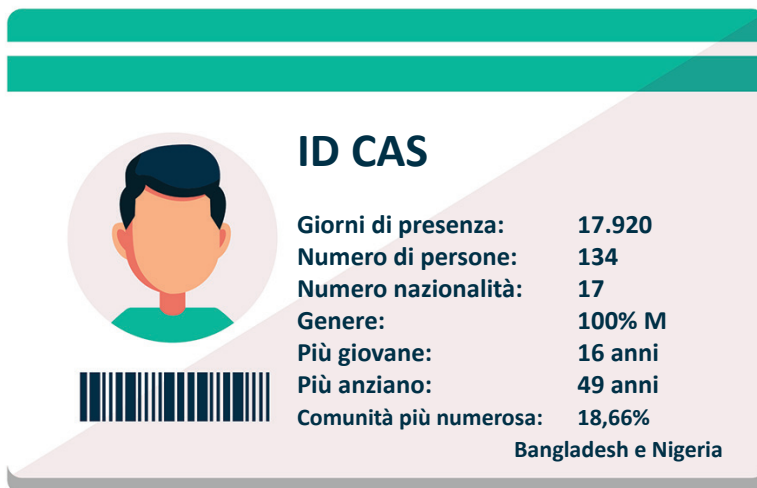 ID CAS
Giorni di presenza: 17.920
Numero di persone: 134
Numero nazionalità: 17
Genere: 100% M
Più giovane: 16 anni
Più anziano: 49 anni
Comunità più numerosa: 18,66%
Bangladesh e Nigeria